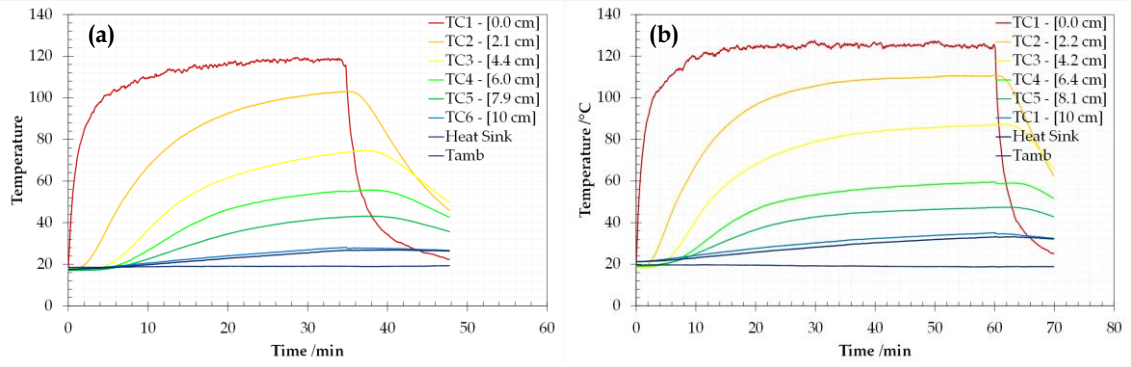 (a)
TC1 - [0.0 cm]
TC2 - [2.1 cm]
TC3 - [4.4 cm]
TC4 - [6.0 cm]
TC5 - [7.9 cm]
TC6 - [10 cm]
Heat Sink
Tamb
Temperature
140
120
100
80
60
40
20
0
0 10 20 30 40 50 60
Time /min
(b)
TC1 - [0.0 cm]
TC2 - [2.2 cm]
TC3 - [4.2 cm]
TC4 - [6.4 cm]
TC5 - [8.1 cm]
TC1 - [10 cm]
Heat Sink
Tamb
Temperature /°C
140
120
100
80
60
40
20
0
0 10 20 30 40 50 60 70 80
Time /min